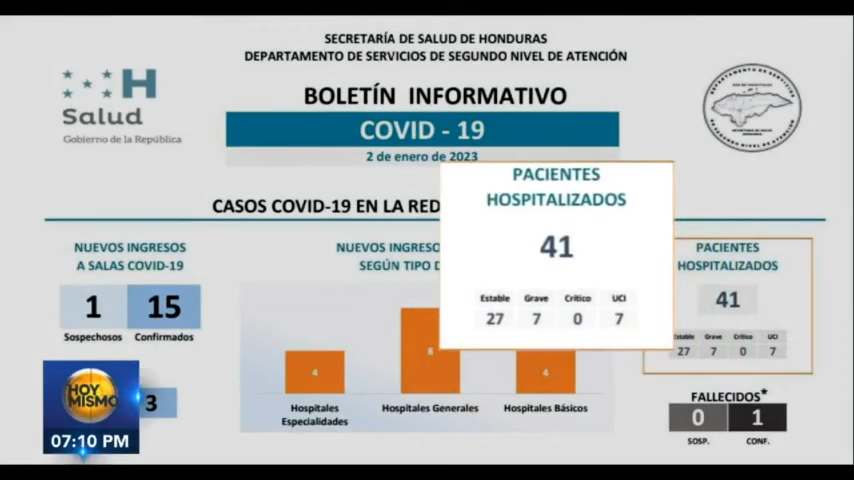 SECRETARÍA DE SALUD DE HONDURAS
DEPARTAMENTO DE SERVICIOS DE SEGUNDO NIVEL DE ATENCIÓN
H
Salud
Gobierno de la República
BOLETÍN INFORMATIVO
COVID - 19
2 de enero de 2023
CASOS COVID-19 EN LA RED
NUEVOS INGRESOS
A SALAS COVID-19
1 15
Sospechosos Confirmados
3
NUEVOS INGRESO
SEGÚN TIPO D
4 8 4
Hospitales Especialidades
Hospitales Generales
Hospitales Básicos
PACIENTES
HOSPITALIZADOS
41
Estable Grave Crítico UCI
27 7 0 7
PACIENTES
HOSPITALIZADOS
41
stable Grave Crítico UCI
27 7 0 7
FALLECIDOS*
0 1
SOSP. CONF.
HOY
MISMO
07:10 PM